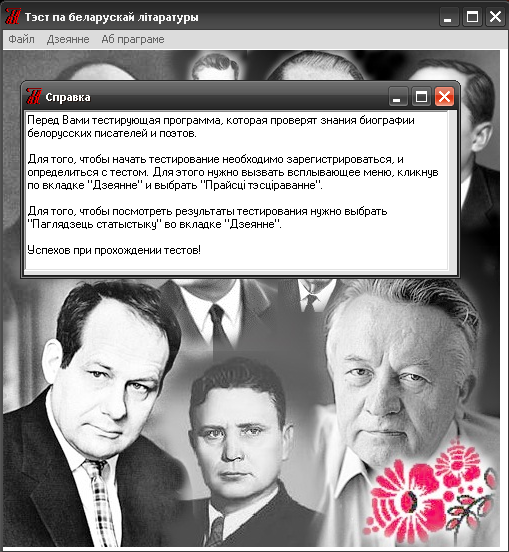 Тэст па беларускай літаратуры
Файл Дзеянне Аб праграме
Справка
Перед Вами тестирующая программа, которая проверят знания биографии
белорусских писателей и поэтов.
Для того, чтобы начать тестирование необходимо зарегистрироваться, и
определиться с тестом. Для этого нужно вызвать всплывающее меню, кликнув
по вкладке "Дзеянне" и выбрать "Прайсці тэсціраванне".
Для того, чтобы посмотреть результаты тестирования нужно выбрать
"Паглядзець статыстыку" во вкладке "Дзеянне".
Успехов при прохождении тестов!